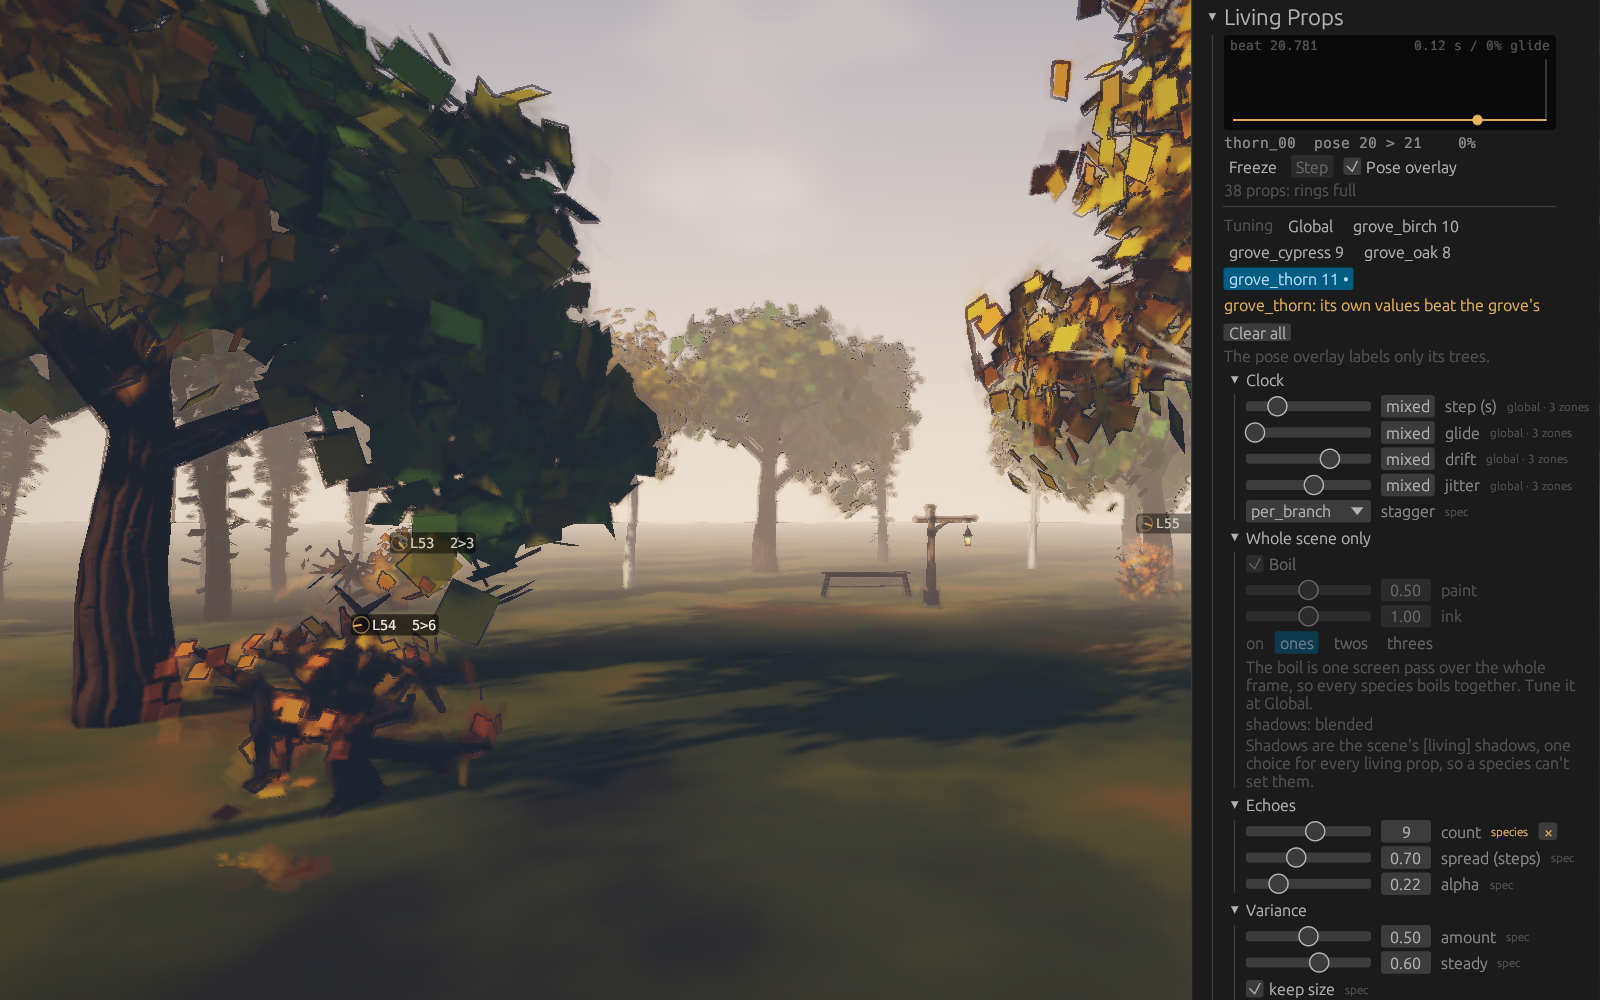 Living Props
beat 20.781 0.12 s / 0% glide
thorn_00 pose 20 > 21 0%
Freeze Step Pose overlay
38 props: rings full
Tuning Global grove_birch 10
grove_cypress 9 grove_oak 8
grove_thorn 11 •
grove_thorn: its own values beat the grove's
Clear all
The pose overlay labels only its trees.
Clock
mixed step (s) global · 3 zones
mixed glide global · 3 zones
mixed drift global · 3 zones
mixed jitter global · 3 zones
per_branch stagger spec
Whole scene only
Boil
0.50 paint
1.00 ink
on ones twos threes
The boil is one screen pass over the whole
frame, so every species boils together. Tune it
at Global.
shadows: blended
Shadows are the scene's [living] shadows, one
choice for every living prop, so a species can't
set them.
Echoes
9 count species ×
0.70 spread (steps) spec
0.22 alpha spec
Variance
0.50 amount spec
0.60 steady spec
keep size spec
L55
L53 2>3
L54 5>6